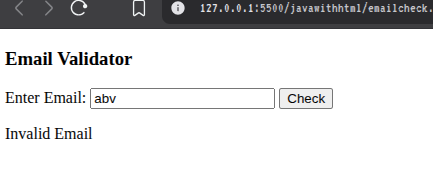 127.0.0.1:5500/javawithhtml/emailcheck.
Email Validator
Enter Email: abv Check
Invalid Email